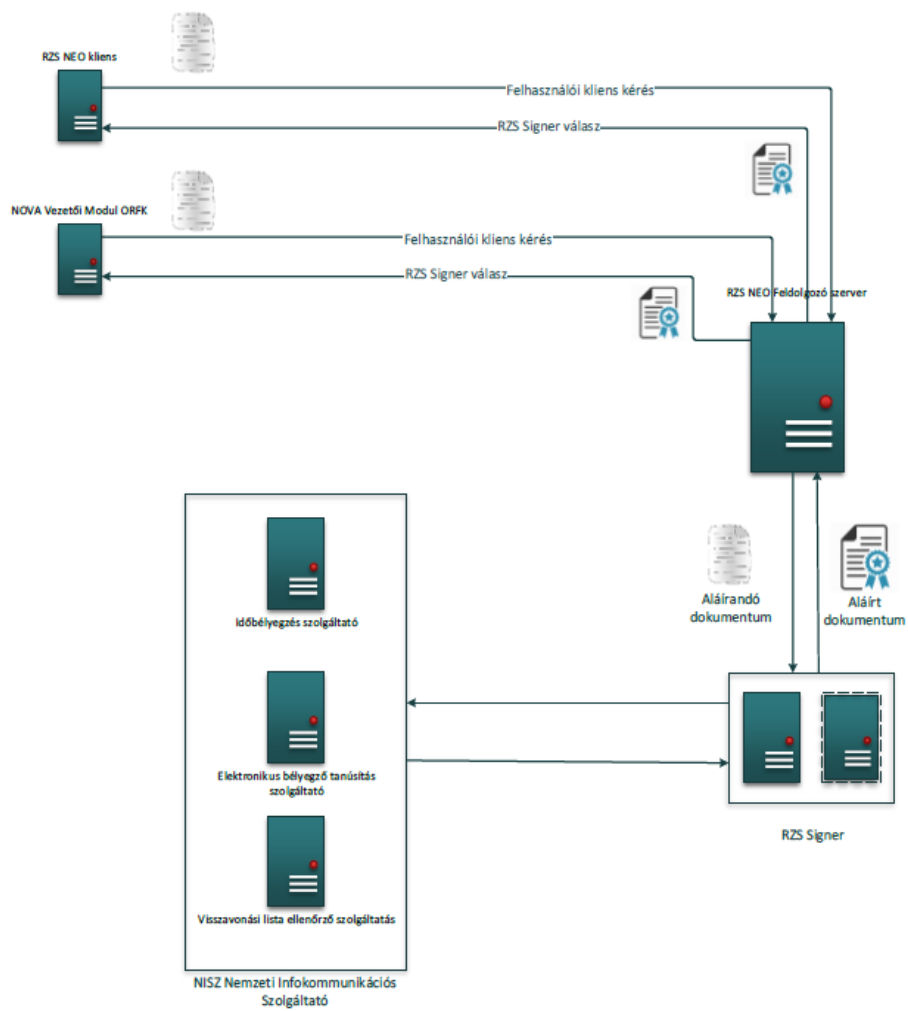 RZS NEO kliens
Felhasználói kliens kérés
RZS Signer válasz
NOVA Vezetői Modul ORFK
Felhasználói kliens kérés
RZS Signer válasz
RZS NEO Feldolgozó szerver
Aláírandó
dokumentum
Aláírt
dokumentum
Időbélyegzés szolgáltató
Elektronikus bélyegző tanúsítás
szolgáltató
Visszavonási lista ellenőrző szolgáltatás
RZS Signer
NISZ Nemzeti Infokommunikációs
Szolgáltató